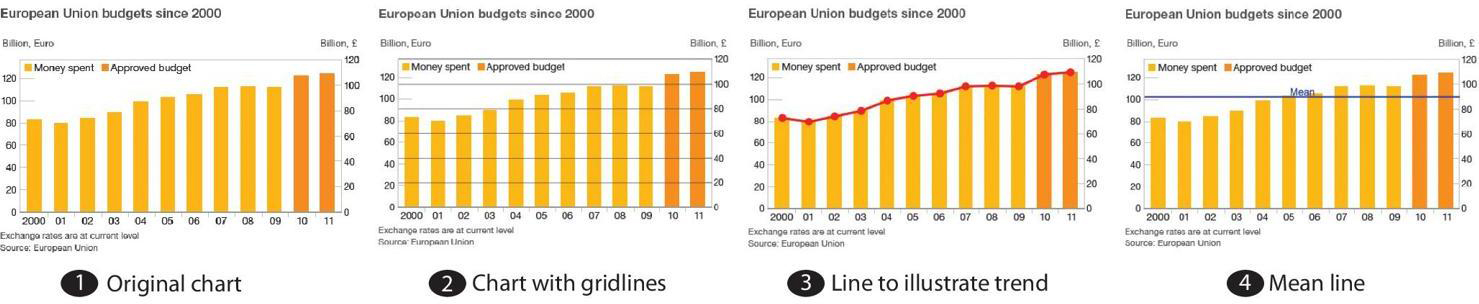 European Union budgets since 2000
Billion, Euro Billion, £
Money spent Approved budget
120 120
100 100
80 80
60 60
40 40
20 20
0 0
2000 01 02 03 04 05 06 07 08 09 10 11
Exchange rates are at current level
Source: European Union
1 Original chart
European Union budgets since 2000
Billion, Euro Billion, £
Money spent Approved budget
120 120
100 100
80 80
60 60
40 40
20 20
0 0
2000 01 02 03 04 05 06 07 08 09 10 11
Exchange rates are at current level
Source: European Union
2 Chart with gridlines
European Union budgets since 2000
Billion, Euro Billion, £
Money spent Approved budget
120 120
100 100
80 80
60 60
40 40
20 20
0 0
2000 01 02 03 04 05 06 07 08 09 10 11
Exchange rates are at current level
Source: European Union
3 Line to illustrate trend
European Union budgets since 2000
Billion, Euro Billion, £
Money spent Approved budget
120 120
Mean
100 100
80 80
60 60
40 40
20 20
0 0
2000 01 02 03 04 05 06 07 08 09 10 11
Exchange rates are at current level
Source: European Union
4 Mean line